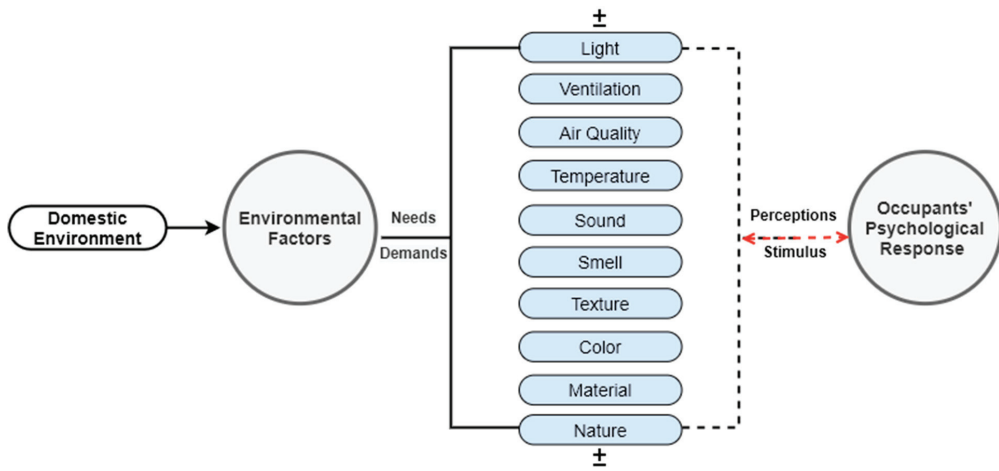 Domestic
Environment
Environmental
Factors
Needs
Demands
±
Light
Ventilation
Air Quality
Temperature
Sound
Smell
Texture
Color
Material
Nature
±
Perceptions
Stimulus
Occupants'
Psychological
Response